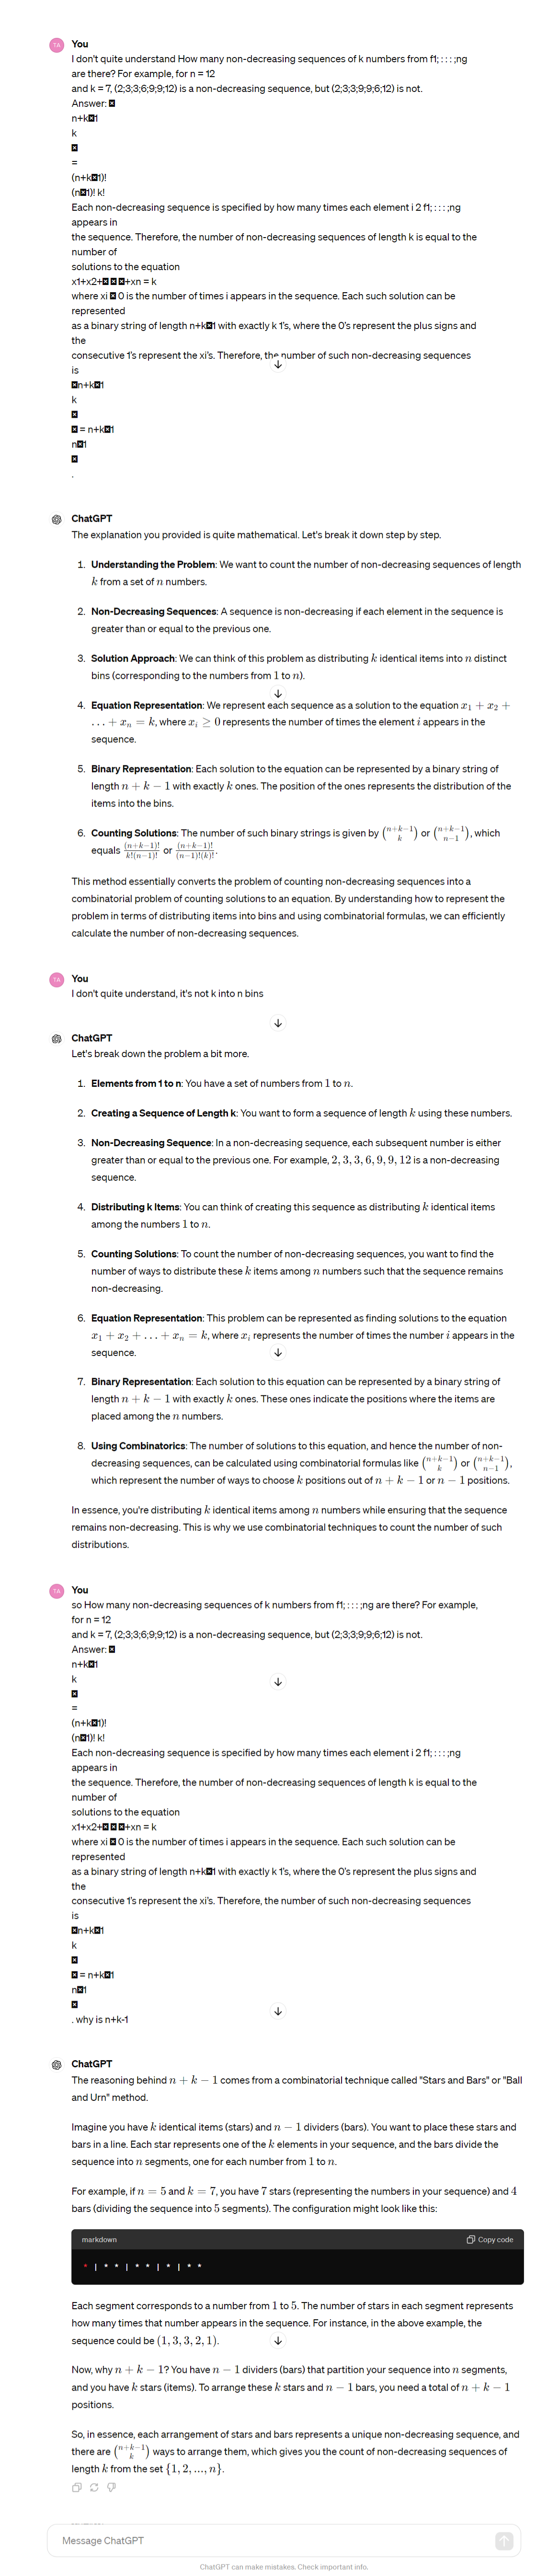 TA
You
I don't quite understand How many non-decreasing sequences of k numbers from f1; : : : ;ng
are there? For example, for n = 12
and k = 7, (2;3;3;6;9;9;12) is a non-decreasing sequence, but (2;3;3;9;9;6;12) is not.
Answer: 
n+k1
k

=
(n+k1)!
(n1)! k!
Each non-decreasing sequence is specified by how many times each element i 2 f1; : : : ;ng
appears in
the sequence. Therefore, the number of non-decreasing sequences of length k is equal to the
number of
solutions to the equation
x1+x2++xn = k
where xi  0 is the number of times i appears in the sequence. Each such solution can be
represented
as a binary string of length n+k1 with exactly k 1's, where the 0's represent the plus signs and
the
consecutive 1's represent the xi's. Therefore, the number of such non-decreasing sequences
is
n+k1
k

 = n+k1
n1

.
ChatGPT
The explanation you provided is quite mathematical. Let's break it down step by step.
1. Understanding the Problem: We want to count the number of non-decreasing sequences of length
k from a set of n numbers.
2. Non-Decreasing Sequences: A sequence is non-decreasing if each element in the sequence is
greater than or equal to the previous one.
3. Solution Approach: We can think of this problem as distributing k identical items into n distinct
bins (corresponding to the numbers from 1 to n).
4. Equation Representation: We represent each sequence as a solution to the equation x₁ + x₂ +
… + xₙ = k, where xᵢ ≥ 0 represents the number of times the element i appears in the
sequence.
5. Binary Representation: Each solution to the equation can be represented by a binary string of
length n + k − 1 with exactly k ones. The position of the ones represents the distribution of the
items into the bins.
6. Counting Solutions: The number of such binary strings is given by (n+k−1 k) or (n+k−1 n−1), which
equals (n+k−1)!/k!(n−1)! or (n+k−1)!/(n−1)!(k)!.
This method essentially converts the problem of counting non-decreasing sequences into a
combinatorial problem of counting solutions to an equation. By understanding how to represent the
problem in terms of distributing items into bins and using combinatorial formulas, we can efficiently
calculate the number of non-decreasing sequences.
TA
You
I don't quite understand, it's not k into n bins
ChatGPT
Let's break down the problem a bit more.
1. Elements from 1 to n: You have a set of numbers from 1 to n.
2. Creating a Sequence of Length k: You want to form a sequence of length k using these numbers.
3. Non-Decreasing Sequence: In a non-decreasing sequence, each subsequent number is either
greater than or equal to the previous one. For example, 2, 3, 3, 6, 9, 9, 12 is a non-decreasing
sequence.
4. Distributing k Items: You can think of creating this sequence as distributing k identical items
among the numbers 1 to n.
5. Counting Solutions: To count the number of non-decreasing sequences, you want to find the
number of ways to distribute these k items among n numbers such that the sequence remains
non-decreasing.
6. Equation Representation: This problem can be represented as finding solutions to the equation
x₁ + x₂ + … + xₙ = k, where xᵢ represents the number of times the number i appears in the
sequence.
7. Binary Representation: Each solution to this equation can be represented by a binary string of
length n + k − 1 with exactly k ones. These ones indicate the positions where the items are
placed among the n numbers.
8. Using Combinatorics: The number of solutions to this equation, and hence the number of non-
decreasing sequences, can be calculated using combinatorial formulas like (n+k−1 k) or (n+k−1 n−1),
which represent the number of ways to choose k positions out of n + k − 1 or n − 1 positions.
In essence, you're distributing k identical items among n numbers while ensuring that the sequence
remains non-decreasing. This is why we use combinatorial techniques to count the number of such
distributions.
TA
You
so How many non-decreasing sequences of k numbers from f1; : : : ;ng are there? For example,
for n = 12
and k = 7, (2;3;3;6;9;9;12) is a non-decreasing sequence, but (2;3;3;9;9;6;12) is not.
Answer: 
n+k1
k

=
(n+k1)!
(n1)! k!
Each non-decreasing sequence is specified by how many times each element i 2 f1; : : : ;ng
appears in
the sequence. Therefore, the number of non-decreasing sequences of length k is equal to the
number of
solutions to the equation
x1+x2++xn = k
where xi  0 is the number of times i appears in the sequence. Each such solution can be
represented
as a binary string of length n+k1 with exactly k 1's, where the 0's represent the plus signs and
the
consecutive 1's represent the xi's. Therefore, the number of such non-decreasing sequences
is
n+k1
k

 = n+k1
n1

. why is n+k-1
ChatGPT
The reasoning behind n + k − 1 comes from a combinatorial technique called "Stars and Bars" or "Ball
and Urn" method.
Imagine you have k identical items (stars) and n − 1 dividers (bars). You want to place these stars and
bars in a line. Each star represents one of the k elements in your sequence, and the bars divide the
sequence into n segments, one for each number from 1 to n.
For example, if n = 5 and k = 7, you have 7 stars (representing the numbers in your sequence) and 4
bars (dividing the sequence into 5 segments). The configuration might look like this:
markdown Copy code
* | * * | * * | * | * *
Each segment corresponds to a number from 1 to 5. The number of stars in each segment represents
how many times that number appears in the sequence. For instance, in the above example, the
sequence could be (1, 3, 3, 2, 1).
Now, why n + k − 1? You have n − 1 dividers (bars) that partition your sequence into n segments,
and you have k stars (items). To arrange these k stars and n − 1 bars, you need a total of n + k − 1
positions.
So, in essence, each arrangement of stars and bars represents a unique non-decreasing sequence, and
there are (n+k−1 k) ways to arrange them, which gives you the count of non-decreasing sequences of
length k from the set {1, 2, ..., n}.
Message ChatGPT
ChatGPT can make mistakes. Check important info.